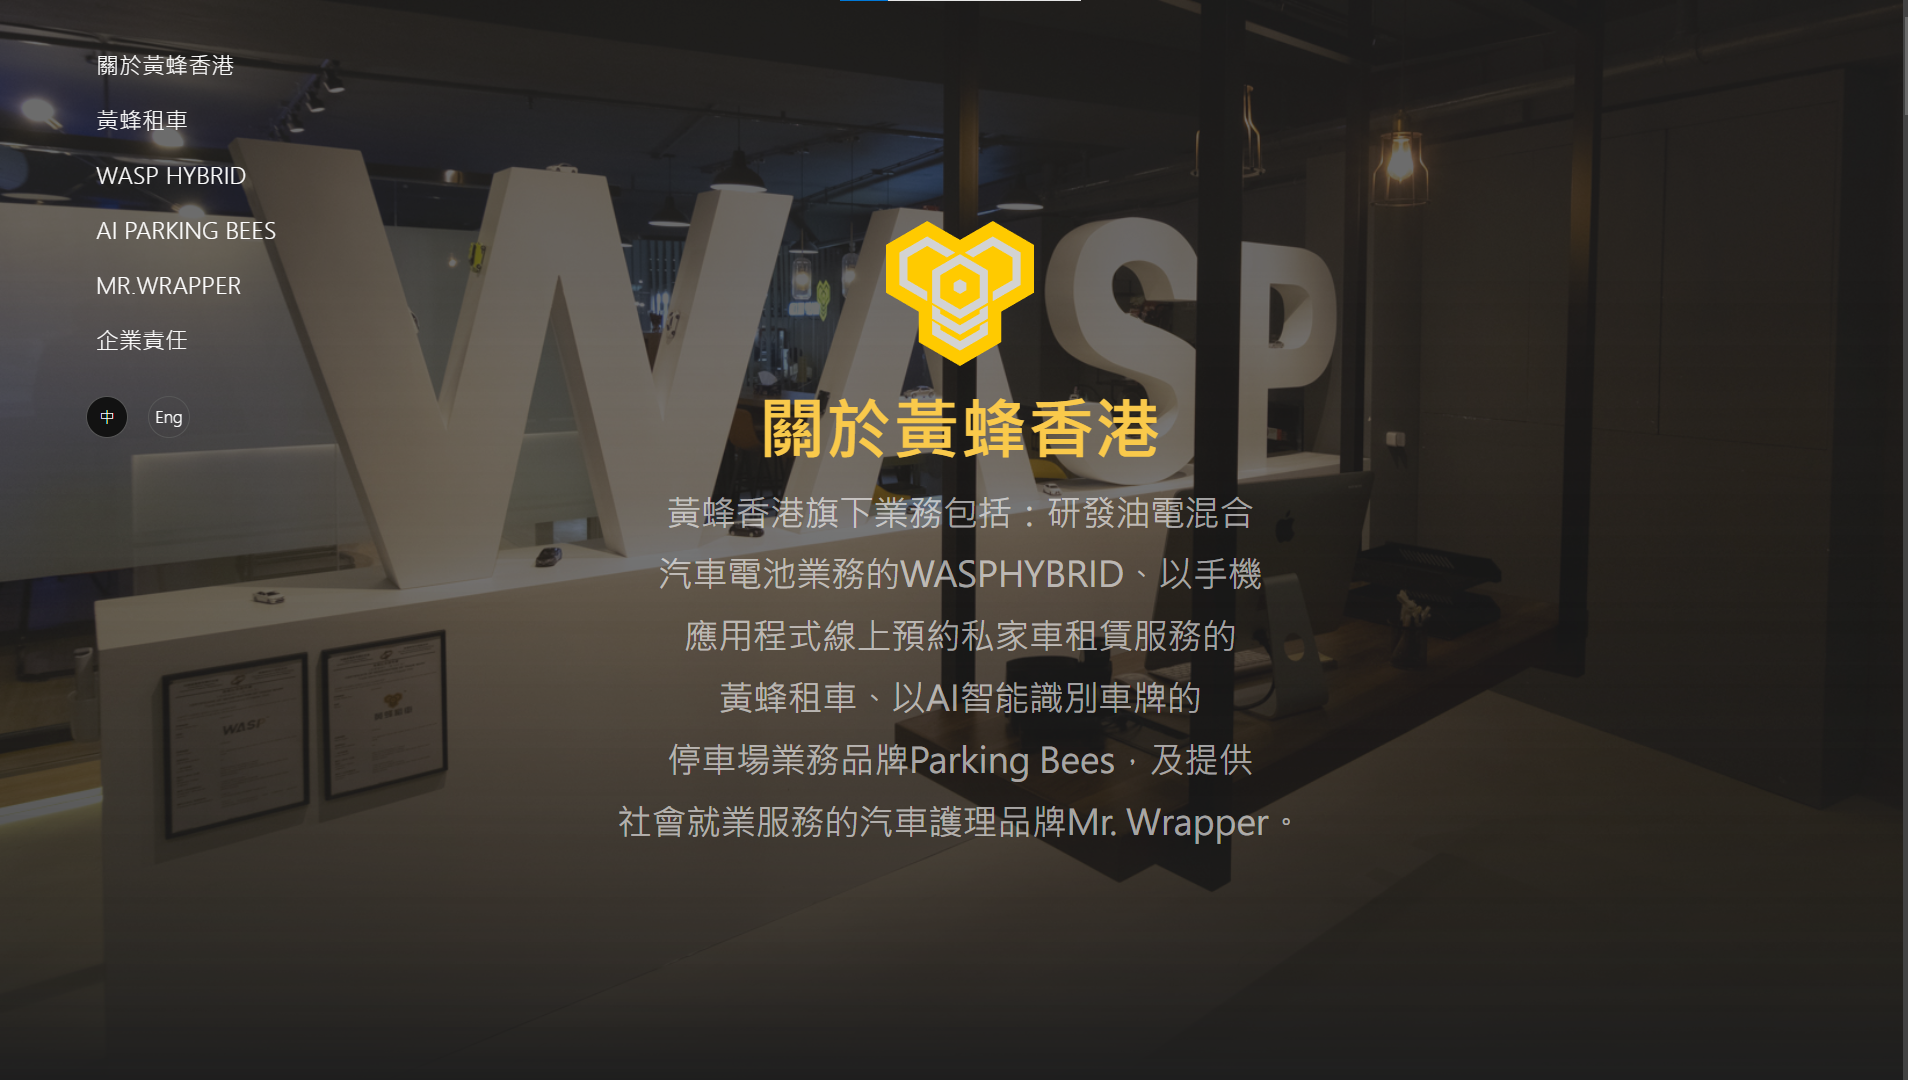 關於黃蜂香港
黃蜂租車
WASP HYBRID
AI PARKING BEES
MR.WRAPPER
企業責任
中
Eng
WASP
關於黃蜂香港
黃蜂香港旗下業務包括：研發油電混合
汽車電池業務的WASPHYBRID、以手機
應用程式線上預約私家車租賃服務的
黃蜂租車、以AI智能識別車牌的
停車場業務品牌Parking Bees，及提供
社會就業服務的汽車護理品牌Mr. Wrapper。
WASP